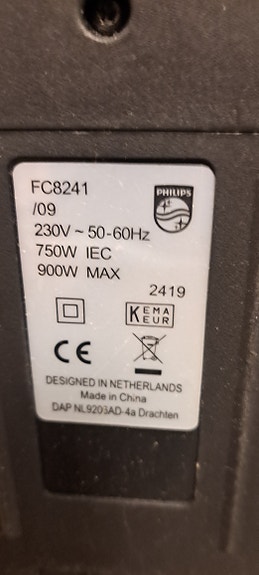 FC8241
PHILIPS
/09
230V ~ 50-60Hz
750W IEC
900W MAX
2419
KEMA
KEUR
CE
DESIGNED IN NETHERLANDS
Made in China
DAP NL9203AD-4a Drachten